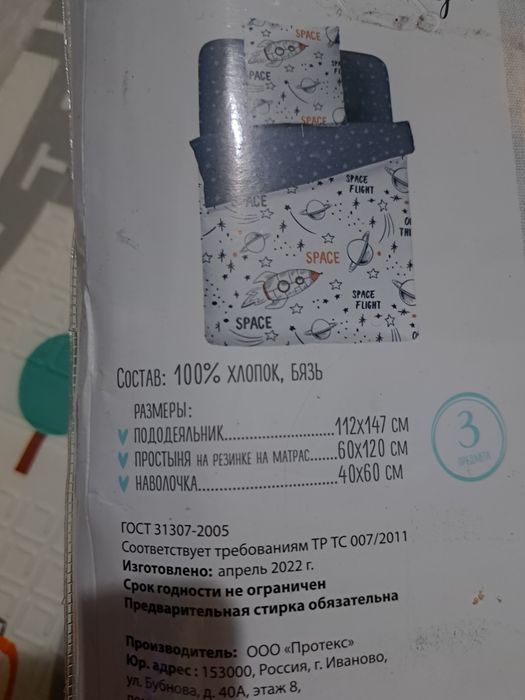 SPACE
PACE
SPACE
SPACE
FLIGHT
SPACE
SPACE
FLIGHT
SPACE
СОСТАВ: 100% ХЛОПОК, БЯЗЬ
РАЗМЕРЫ:
ПОДОДЕЯЛЬНИК..................................112Х147 СМ
ПРОСТЫНЯ НА РЕЗИНКЕ НА МАТРАС.......60Х120 СМ
НАВОЛОЧКА...........................................40Х60 СМ
3
ПРЕДМЕТА
ГОСТ 31307-2005
Соответствует требованиям ТР ТС 007/2011
Изготовлено: апрель 2022 г.
Срок годности не ограничен
Предварительная стирка обязательна
Производитель: ООО «Протекс»
Юр. адрес: 153000, Россия, г. Иваново,
ул. Бубнова, д. 40А, этаж 8,